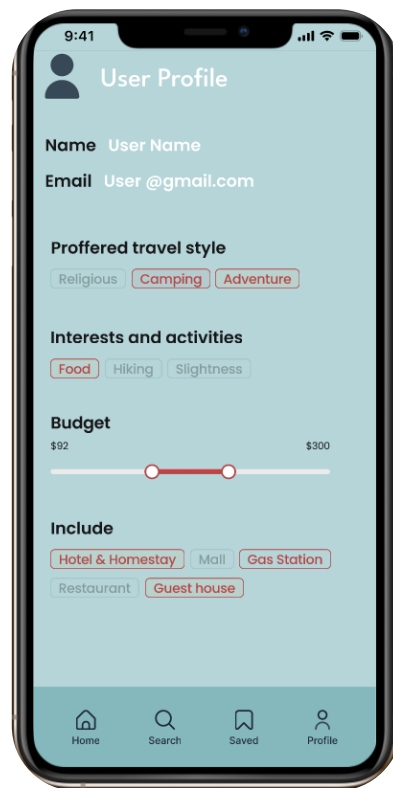 9:41
User Profile
Name User Name
Email User @gmail.com
Proffered travel style
Religious Camping Adventure
Interests and activities
Food Hiking Slightness
Budget
$92 $300
Include
Hotel & Homestay Mall Gas Station
Restaurant Guest house
Home Search Saved Profile